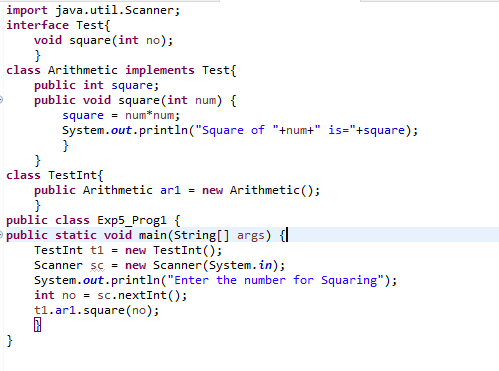 import java.util.Scanner;
interface Test{
    void square(int no);
    }
class Arithmetic implements Test{
    public int square;
    public void square(int num) {
        square = num*num;
        System.out.println("Square of "+num+" is="+square);
        }
    }
class TestInt{
    public Arithmetic ar1 = new Arithmetic();
    }
public class Exp5_Prog1 {
public static void main(String[] args) {
    TestInt t1 = new TestInt();
    Scanner sc = new Scanner(System.in);
    System.out.println("Enter the number for Squaring");
    int no = sc.nextInt();
    t1.ar1.square(no);
    }
}